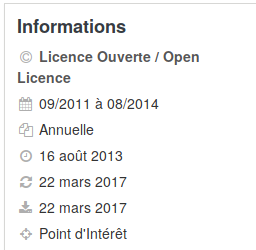 Informations
© Licence Ouverte / Open
Licence
09/2011 à 08/2014
Annuelle
16 août 2013
22 mars 2017
22 mars 2017
Point d'Intérêt